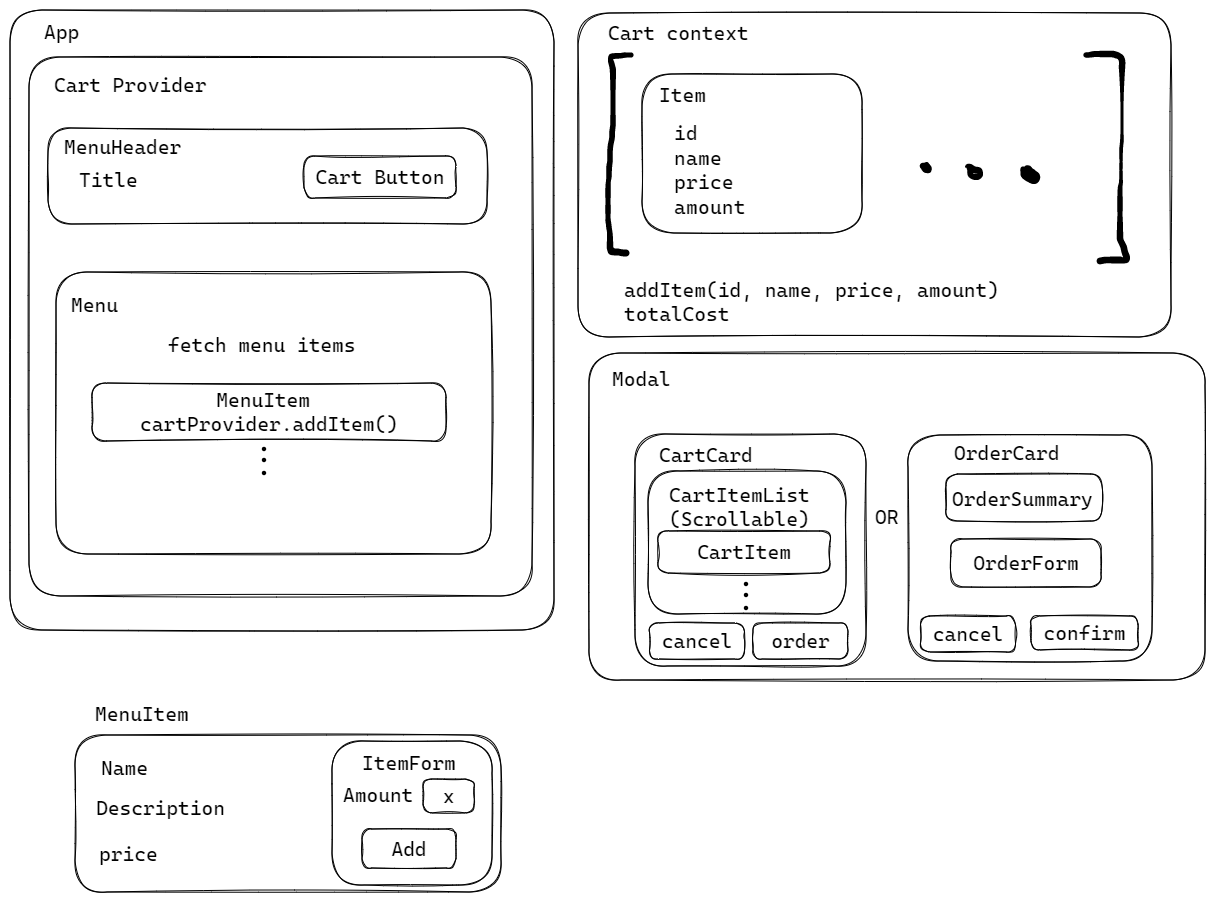 App
Cart Provider
MenuHeader
Title
Cart Button
Menu
fetch menu items
MenuItem
cartProvider.addItem()
Cart context
Item
id
name
price
amount
addItem(id, name, price, amount)
totalCost
Modal
CartCard
CartItemList
(Scrollable)
CartItem
cancel
order
OR
OrderCard
OrderSummary
OrderForm
cancel
confirm
MenuItem
Name
Description
price
ItemForm
Amount
x
Add